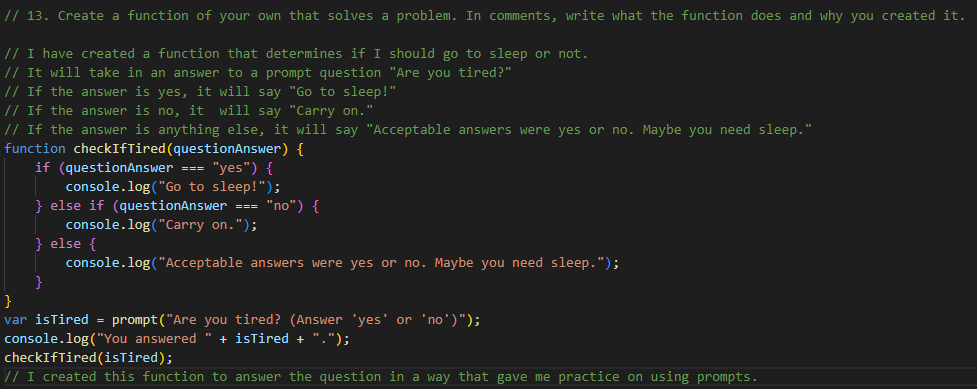 // 13. Create a function of your own that solves a problem. In comments, write what the function does and why you created it.
// I have created a function that determines if I should go to sleep or not.
// It will take in an answer to a prompt question "Are you tired?"
// If the answer is yes, it will say "Go to sleep!"
// If the answer is no, it  will say "Carry on."
// If the answer is anything else, it will say "Acceptable answers were yes or no. Maybe you need sleep."
function checkIfTired(questionAnswer) {
    if (questionAnswer === "yes") {
        console.log("Go to sleep!");
    } else if (questionAnswer === "no") {
        console.log("Carry on.");
    } else {
        console.log("Acceptable answers were yes or no. Maybe you need sleep.");
    }
}
var isTired = prompt("Are you tired? (Answer 'yes' or 'no')");
console.log("You answered " + isTired + ".");
checkIfTired(isTired);
// I created this function to answer the question in a way that gave me practice on using prompts.